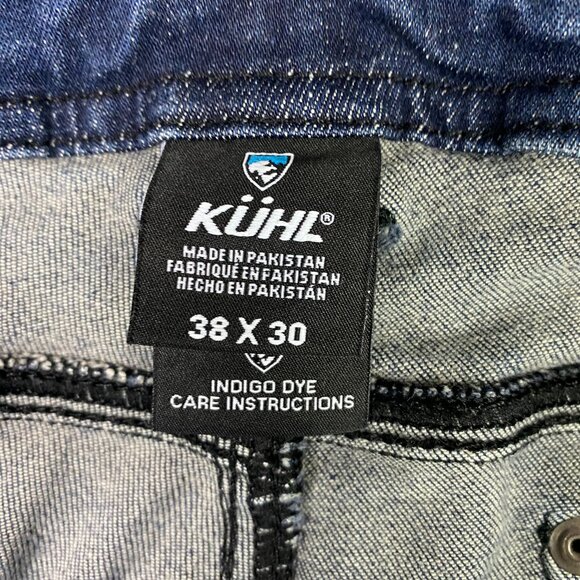 KÜHL®
MADE IN PAKISTAN
FABRIQUÉ EN PAKISTAN
HECHO EN PAKISTÁN
38 X 30
INDIGO DYE
CARE INSTRUCTIONS